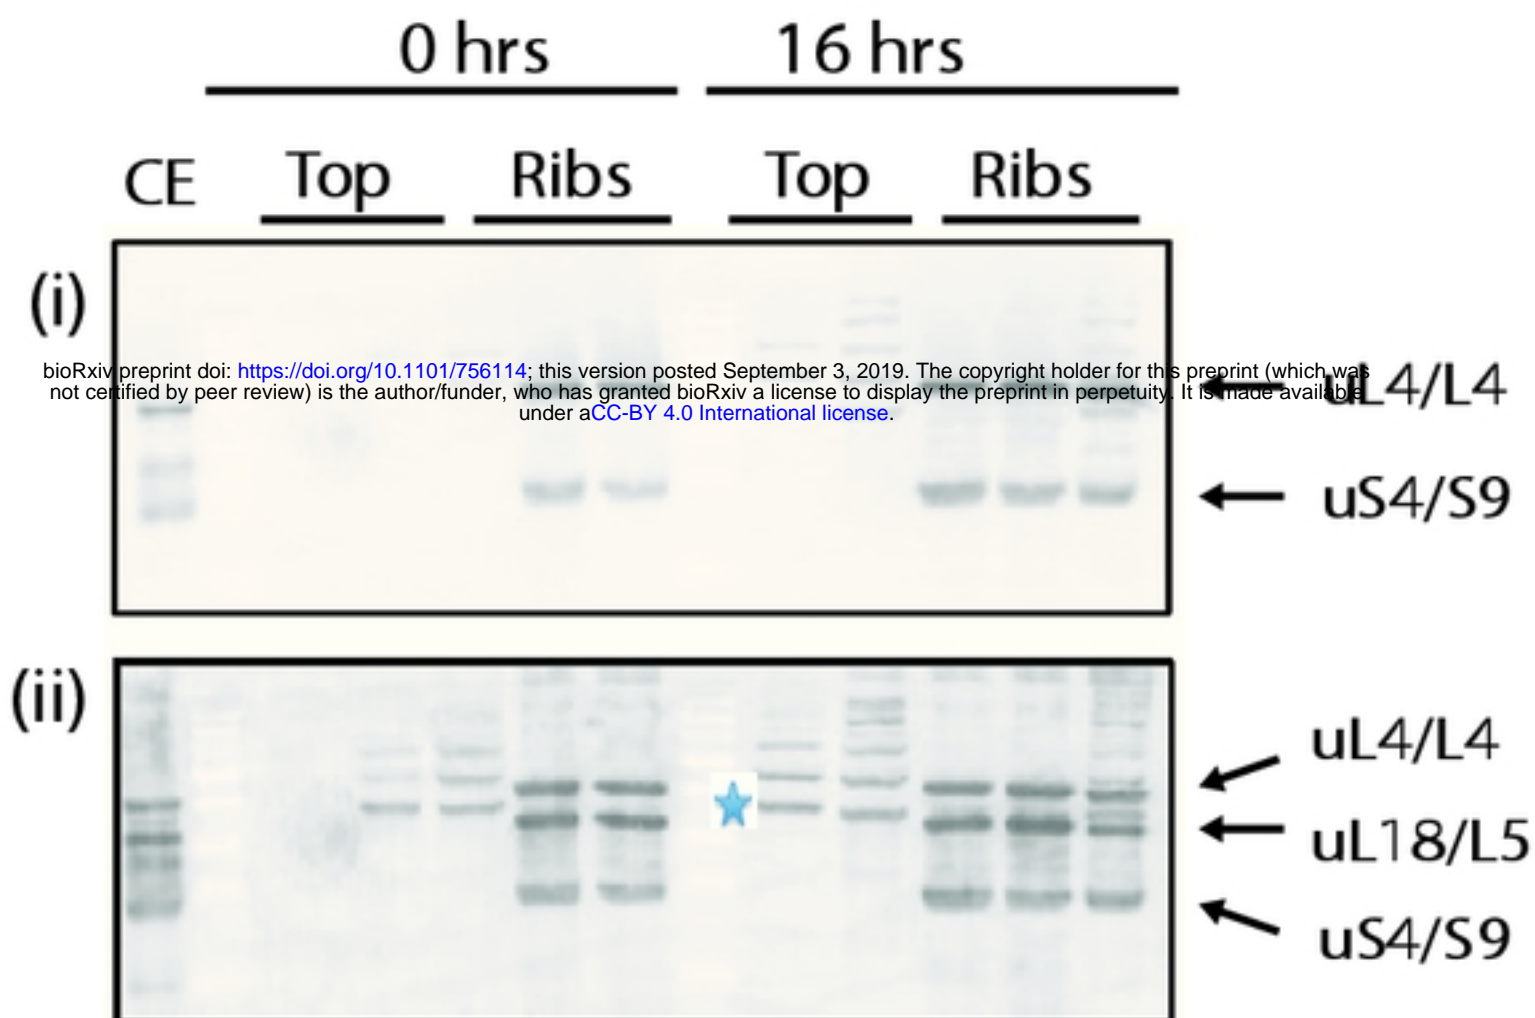 0 hrs 16 hrs
CE Top Ribs Top Ribs
(i)
bioRxiv preprint doi: https://doi.org/10.1101/756114; this version posted September 3, 2019. The copyright holder for this preprint (which was
not certified by peer review) is the author/funder, who has granted bioRxiv a license to display the preprint in perpetuity. It is made available
under aCC-BY 4.0 International license.
uL4/L4
uS4/S9
(ii)
uL4/L4
uL18/L5
uS4/S9